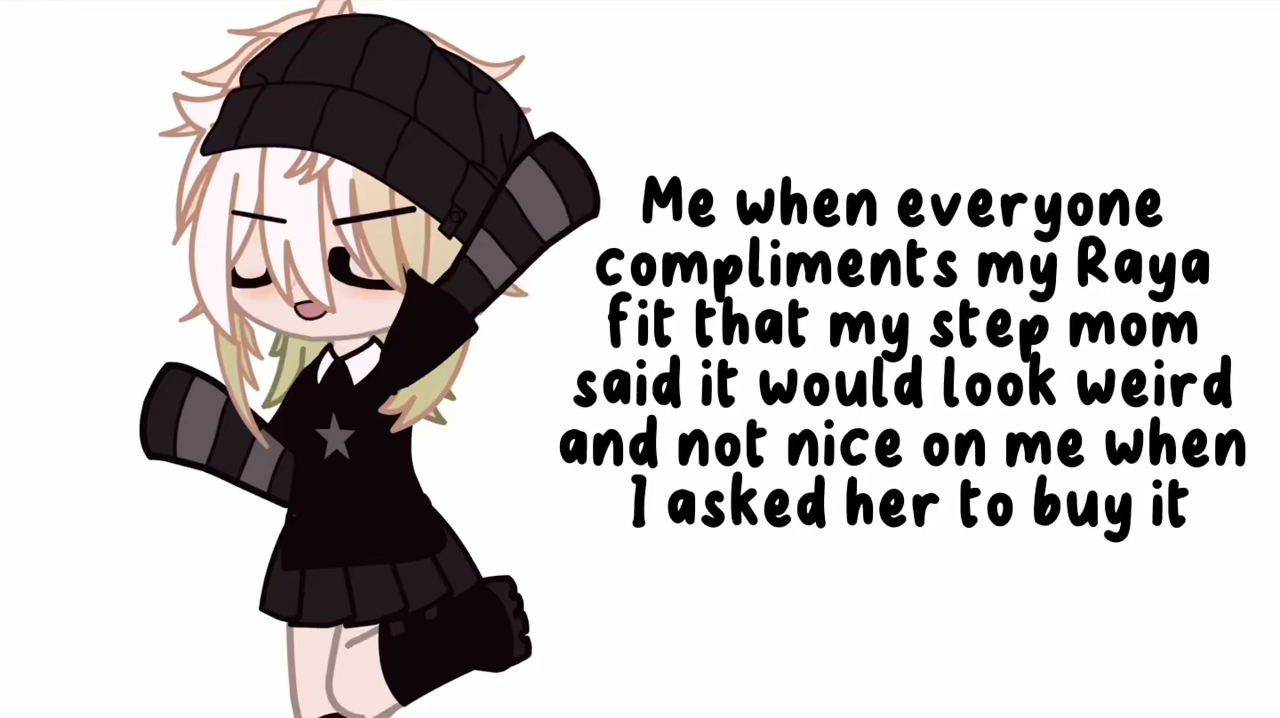 Me when everyone
compliments my Raya
fit that my step mom
said it would look weird
and not nice on me when
I asked her to buy it